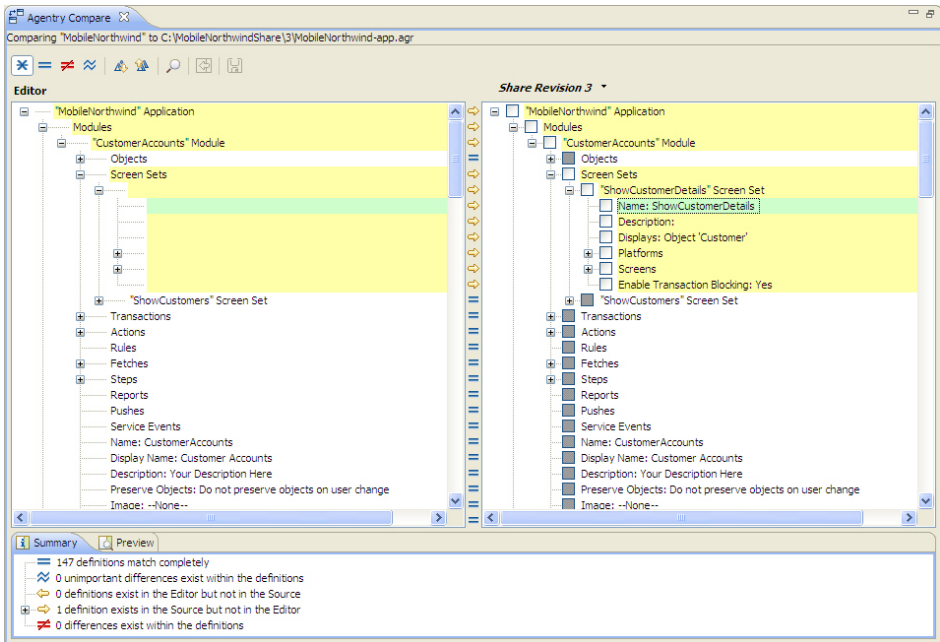 Agentry Compare
Comparing "MobileNorthwind" to C:\MobileNorthwindShare\3\MobileNorthwind-app.agr
Editor
Share Revision 3
"MobileNorthwind" Application
Modules
"CustomerAccounts" Module
Objects
Screen Sets
"ShowCustomers" Screen Set
Transactions
Actions
Rules
Fetches
Steps
Reports
Pushes
Service Events
Name: CustomerAccounts
Display Name: Customer Accounts
Description: Your Description Here
Preserve Objects: Do not preserve objects on user change
Image: --None--
"MobileNorthwind" Application
Modules
"CustomerAccounts" Module
Objects
Screen Sets
"ShowCustomerDetails" Screen Set
Name: ShowCustomerDetails
Description:
Displays: Object 'Customer'
Platforms
Screens
Enable Transaction Blocking: Yes
"ShowCustomers" Screen Set
Transactions
Actions
Rules
Fetches
Steps
Reports
Pushes
Service Events
Name: CustomerAccounts
Display Name: Customer Accounts
Description: Your Description Here
Preserve Objects: Do not preserve objects on user change
Image: --None--
Summary
Preview
147 definitions match completely
0 unimportant differences exist within the definitions
0 definitions exist in the Editor but not in the Source
1 definition exists in the Source but not in the Editor
0 differences exist within the definitions